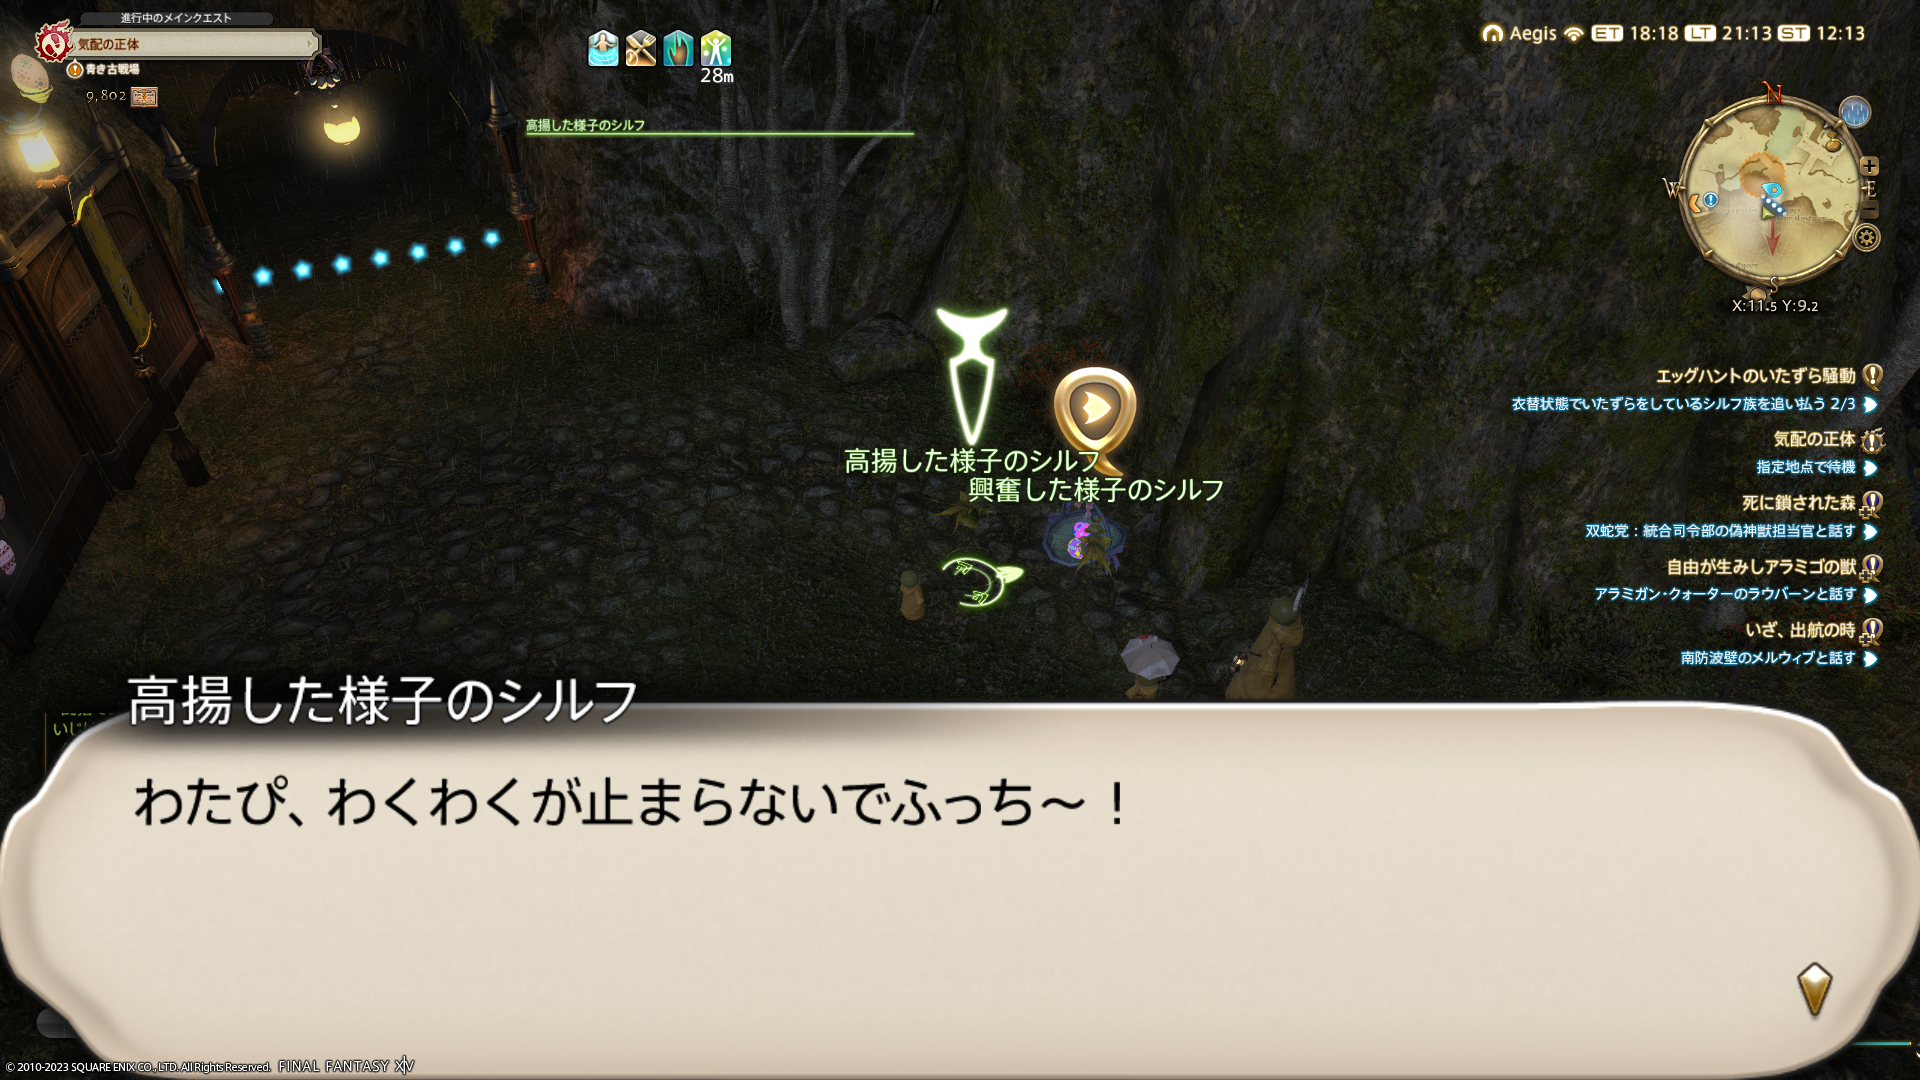 進行中のメインクエスト
気配の正体
青き古戦場
9,802
28m
高揚した様子のシルフ
Aegis ET 18:18 LT 21:13 ST 12:13
N
W
E
S
X:11.5 Y:9.2
エッグハントのいたずら騒動
衣替状態でいたずらをしているシルフ族を追い払う 2/3
気配の正体
指定地点で待機
死に鎖された森
双蛇党：統合司令部の偽神獣担当官と話す
自由が生みしアラミゴの獣
アラミガン・クォーターのラウバーンと話す
いざ、出航の時
南防波壁のメルウィブと話す
高揚した様子のシルフ
興奮した様子のシルフ
高揚した様子のシルフ
わたぴ、わくわくが止まらないでふっち～！
© 2010-2023 SQUARE ENIX CO., LTD. All Rights Reserved. FINAL FANTASY XIV